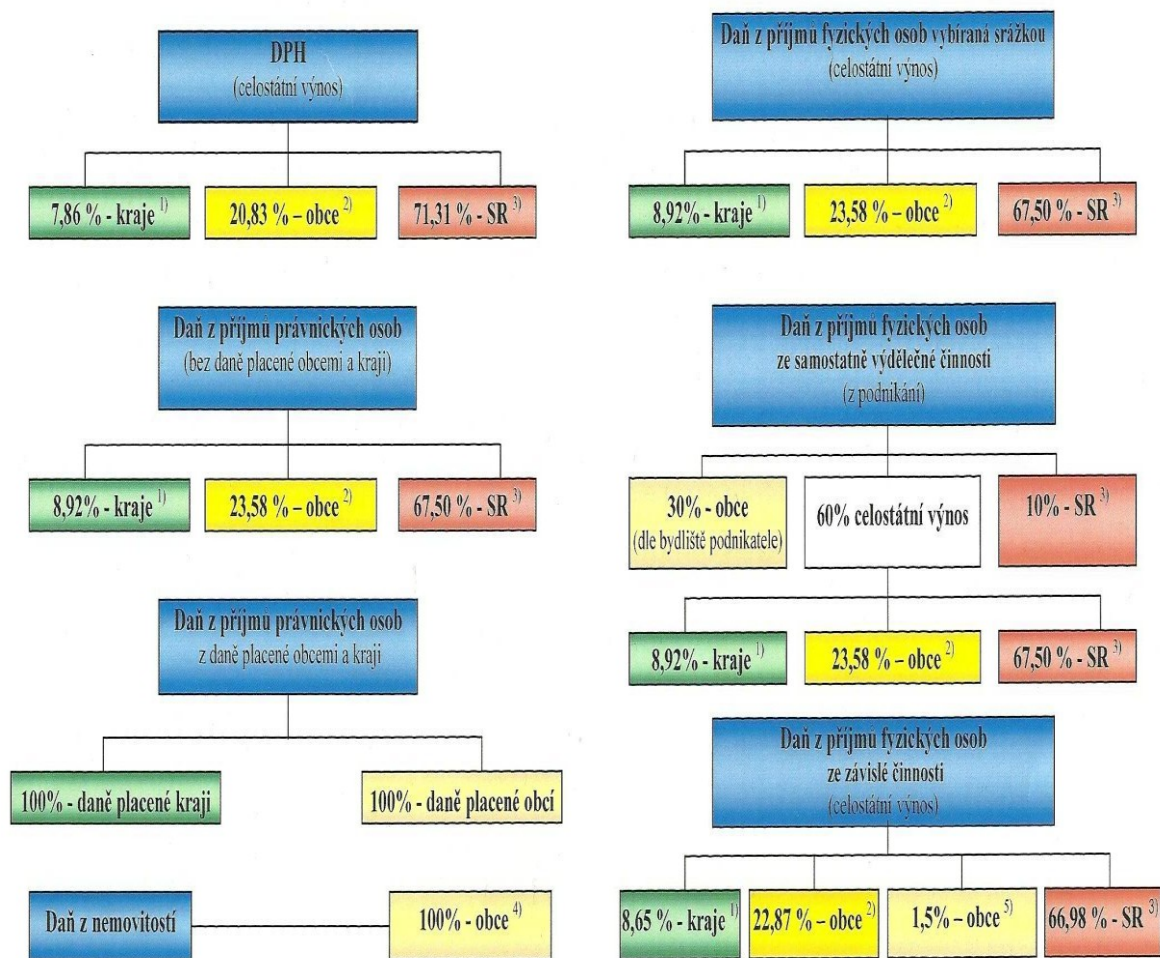 DPH
(celostátní výnos)
7,86 % - kraje 1)
20,83 % – obce 2)
71,31 % - SR 3)
Daň z příjmů fyzických osob vybíraná srážkou
(celostátní výnos)
8,92% - kraje 1)
23,58 % – obce 2)
67,50 % - SR 3)
Daň z příjmů právnických osob
(bez daně placené obcemi a kraji)
8,92% - kraje 1)
23,58 % – obce 2)
67,50 % - SR 3)
Daň z příjmů fyzických osob
ze samostatně výdělečné činnosti
(z podnikání)
30% - obce
(dle bydliště podnikatele)
60% celostátní výnos
10% - SR 3)
8,92% - kraje 1)
23,58 % – obce 2)
67,50 % - SR 3)
Daň z příjmů právnických osob
z daně placené obcemi a kraji
100% - daně placené kraji
100% - daně placené obcí
Daň z příjmů fyzických osob
ze závislé činnosti
(celostátní výnos)
8,65 % - kraje 1)
22,87 % – obce 2)
1,5% – obce 5)
66,98 % - SR 3)
Daň z nemovitostí
100% - obce 4)